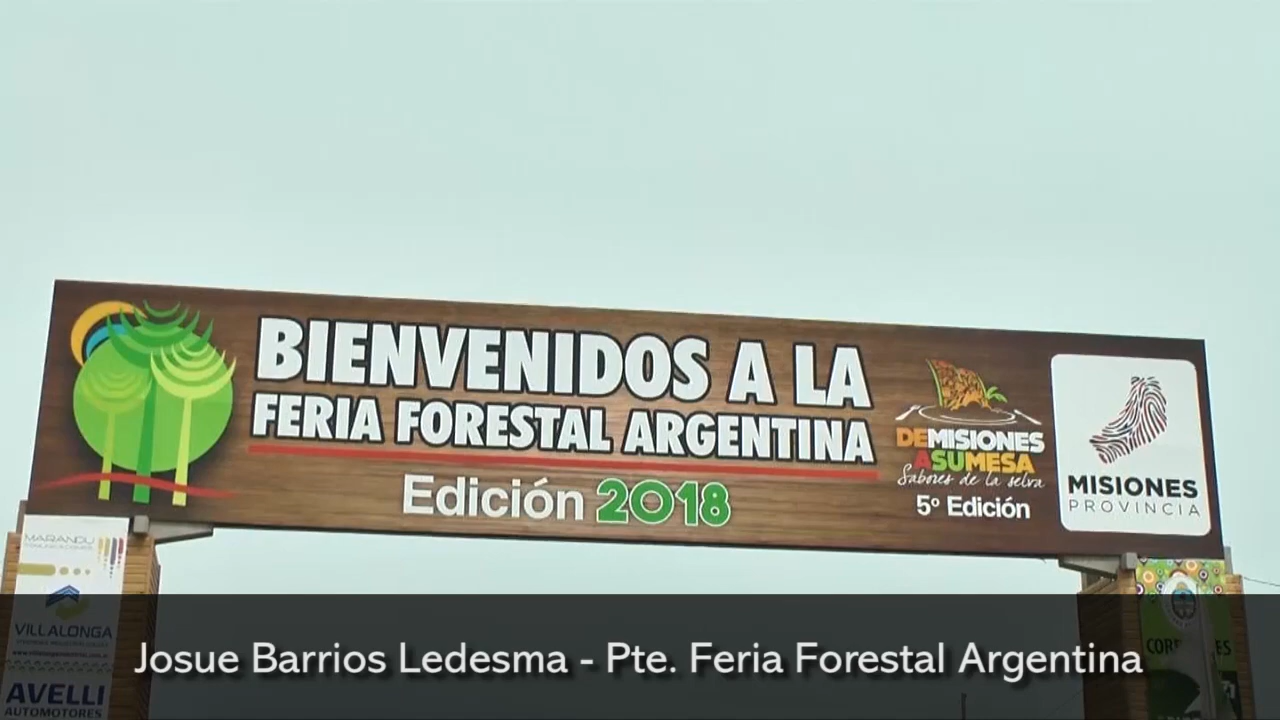 BIENVENIDOS A LA
FERIA FORESTAL ARGENTINA
Edición 2018
DEMISIONES
ASUMESA
Sabores de la selva
5º Edición
MISIONES
PROVINCIA
MARANDU
VILLALONGA
AVELLI
AUTOMOTORES
Josue Barrios Ledesma - Pte. Feria Forestal Argentina